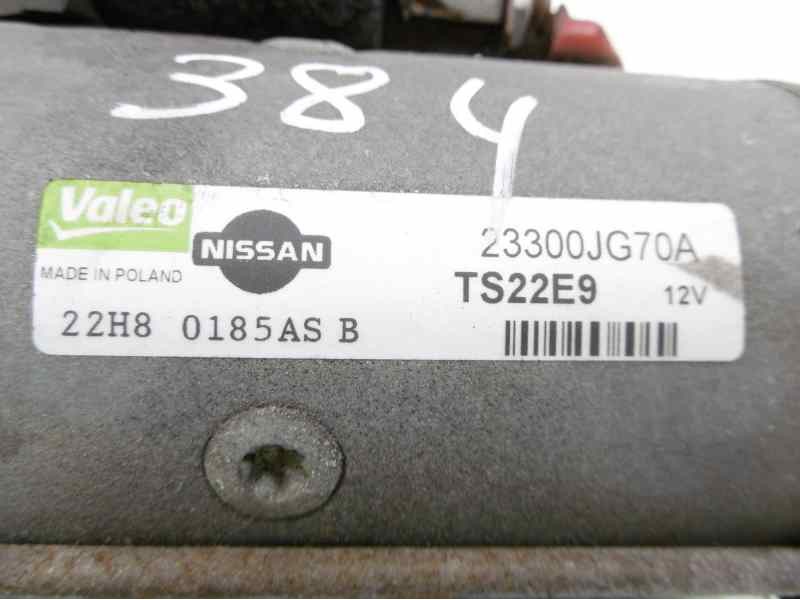 384
Valeo
NISSAN
23300JG70A
MADE IN POLAND
TS22E9 12V
22H8 0185AS B